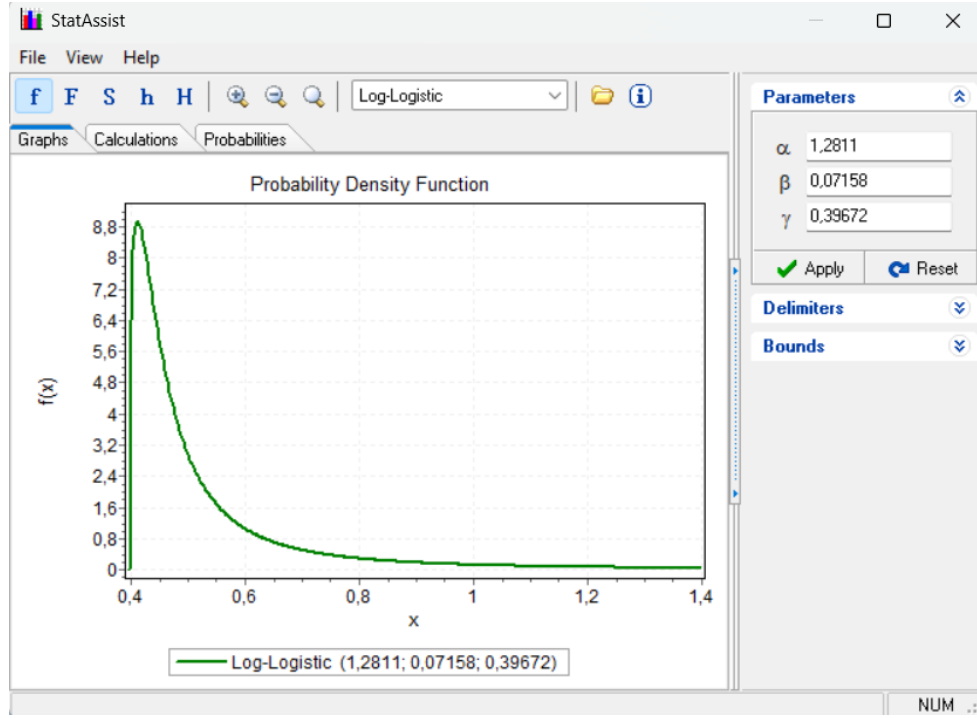 StatAssist
File View Help
f F S h H Log-Logistic
Graphs Calculations Probabilities
Probability Density Function
8,8
8
7,2
6,4
5,6
4,8
4
3,2
2,4
1,6
0,8
0
f(x)
0,4 0,6 0,8 1 1,2 1,4
x
Log-Logistic (1,2811; 0,07158; 0,39672)
Parameters
α 1,2811
β 0,07158
γ 0,39672
Apply Reset
Delimiters
Bounds
NUM